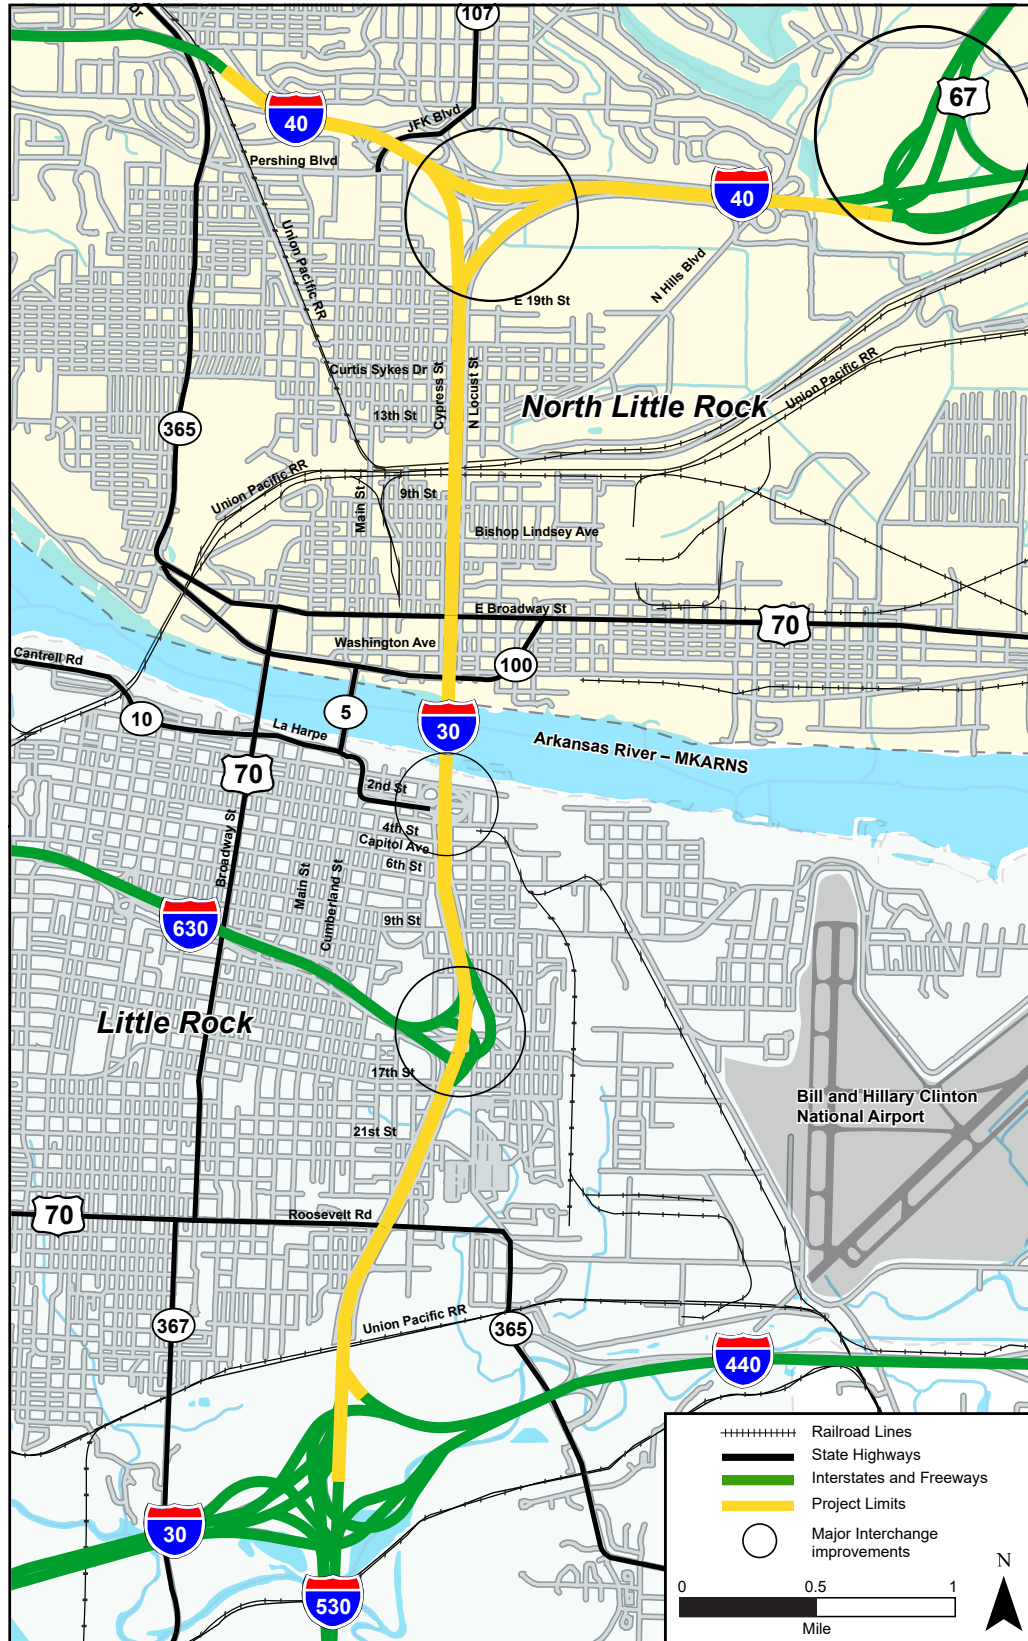 Dr
107
67
40
JFK Blvd
Pershing Blvd
40
Union Pacific RR
N Hills Blvd
E 19th St
Curtis Sykes Dr
Cypress St
N Locust St
Union Pacific RR
13th St
North Little Rock
365
Union Pacific RR
Main St
9th St
Bishop Lindsey Ave
E Broadway St
70
Washington Ave
Cantrell Rd
100
10
5
La Harpe
30
Arkansas River – MKARNS
70
2nd St
4th St
Capitol Ave
6th St
Broadway St
Main St
Cumberland St
9th St
630
Little Rock
17th St
Bill and Hillary Clinton
National Airport
21st St
70
Roosevelt Rd
367
Union Pacific RR
365
440
30
530
Railroad Lines
State Highways
Interstates and Freeways
Project Limits
Major Interchange
improvements
N
0 0.5 1
Mile